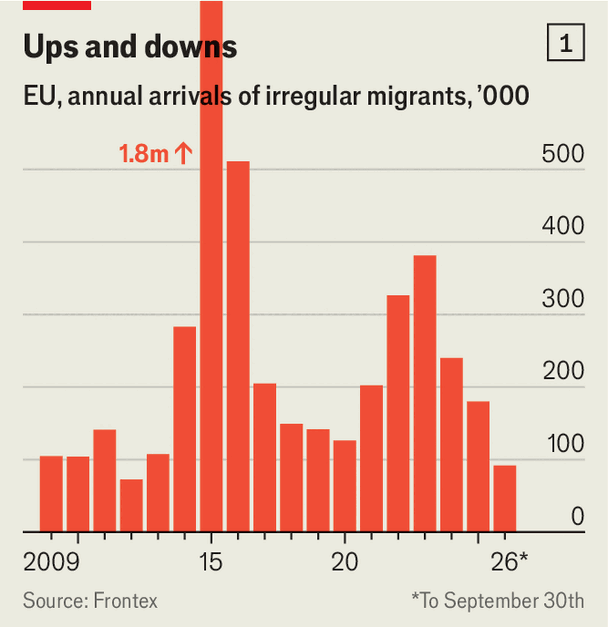 Ups and downs
1
EU, annual arrivals of irregular migrants, ’000
1.8m ↑
500
400
300
200
100
0
2009
15
20
26*
Source: Frontex
*To September 30th